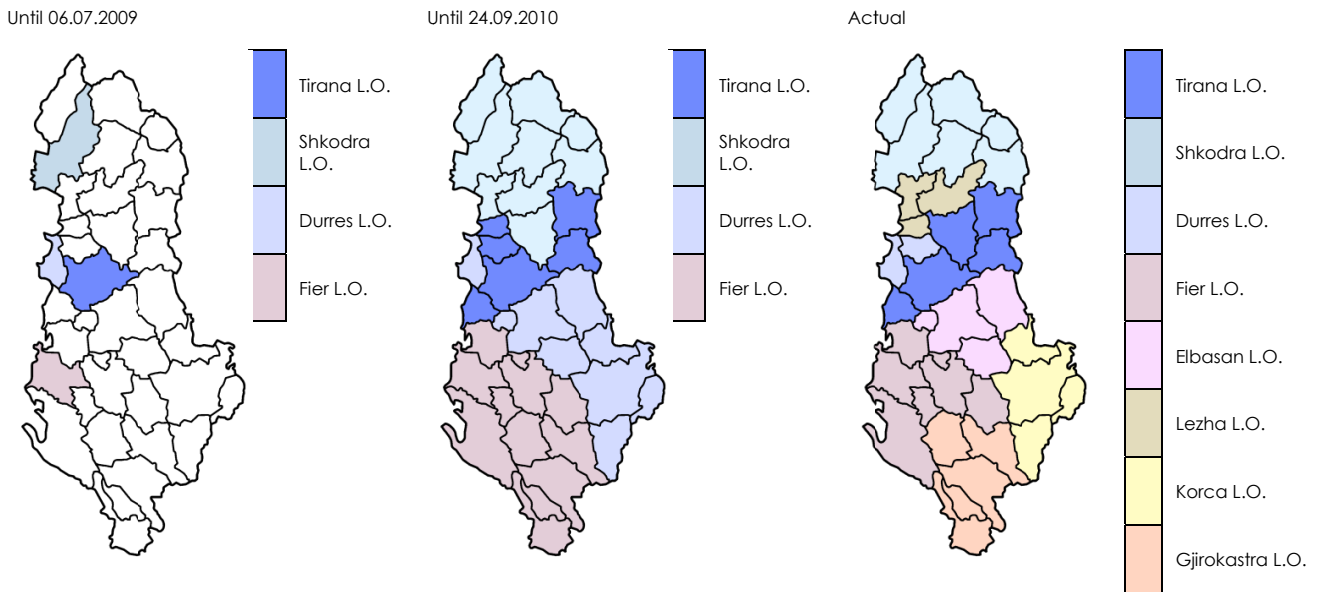 Until 06.07.2009
Tirana L.O.
Shkodra
L.O.
Durres L.O.
Fier L.O.
Until 24.09.2010
Tirana L.O.
Shkodra
L.O.
Durres L.O.
Fier L.O.
Actual
Tirana L.O.
Shkodra L.O.
Durres L.O.
Fier L.O.
Elbasan L.O.
Lezha L.O.
Korca L.O.
Gjirokastra L.O.